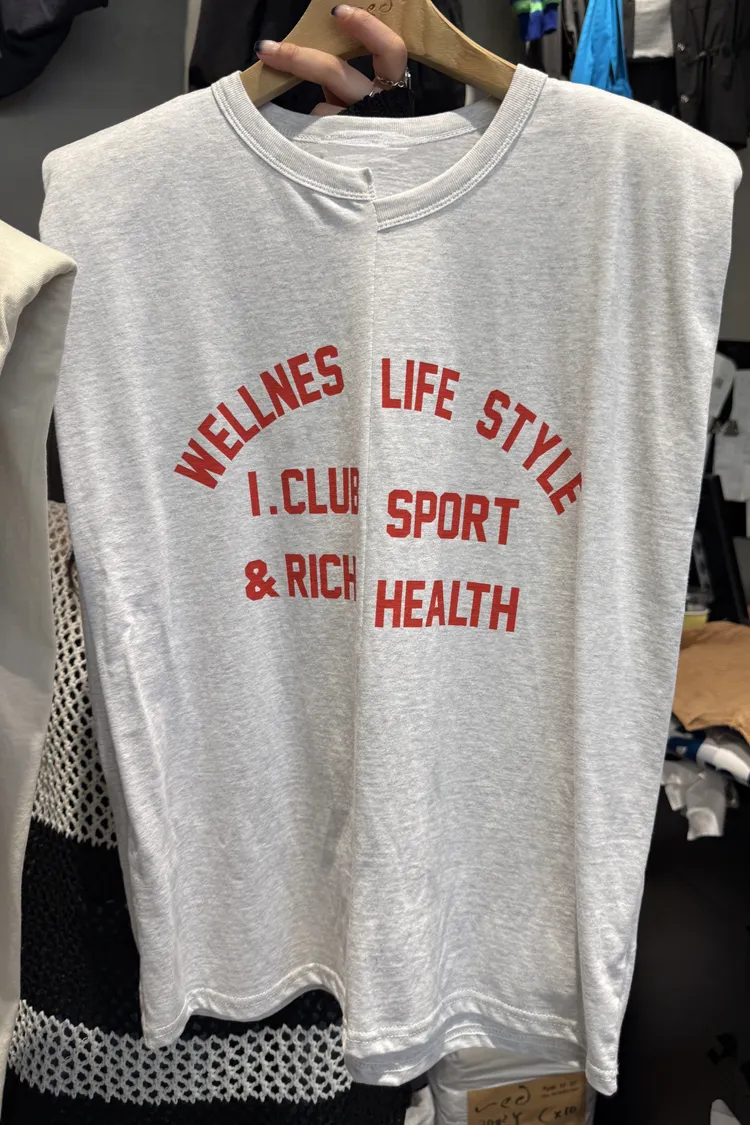 WELLNES LIFE STYLE
I.CLUB SPORT
& RICH HEALTH